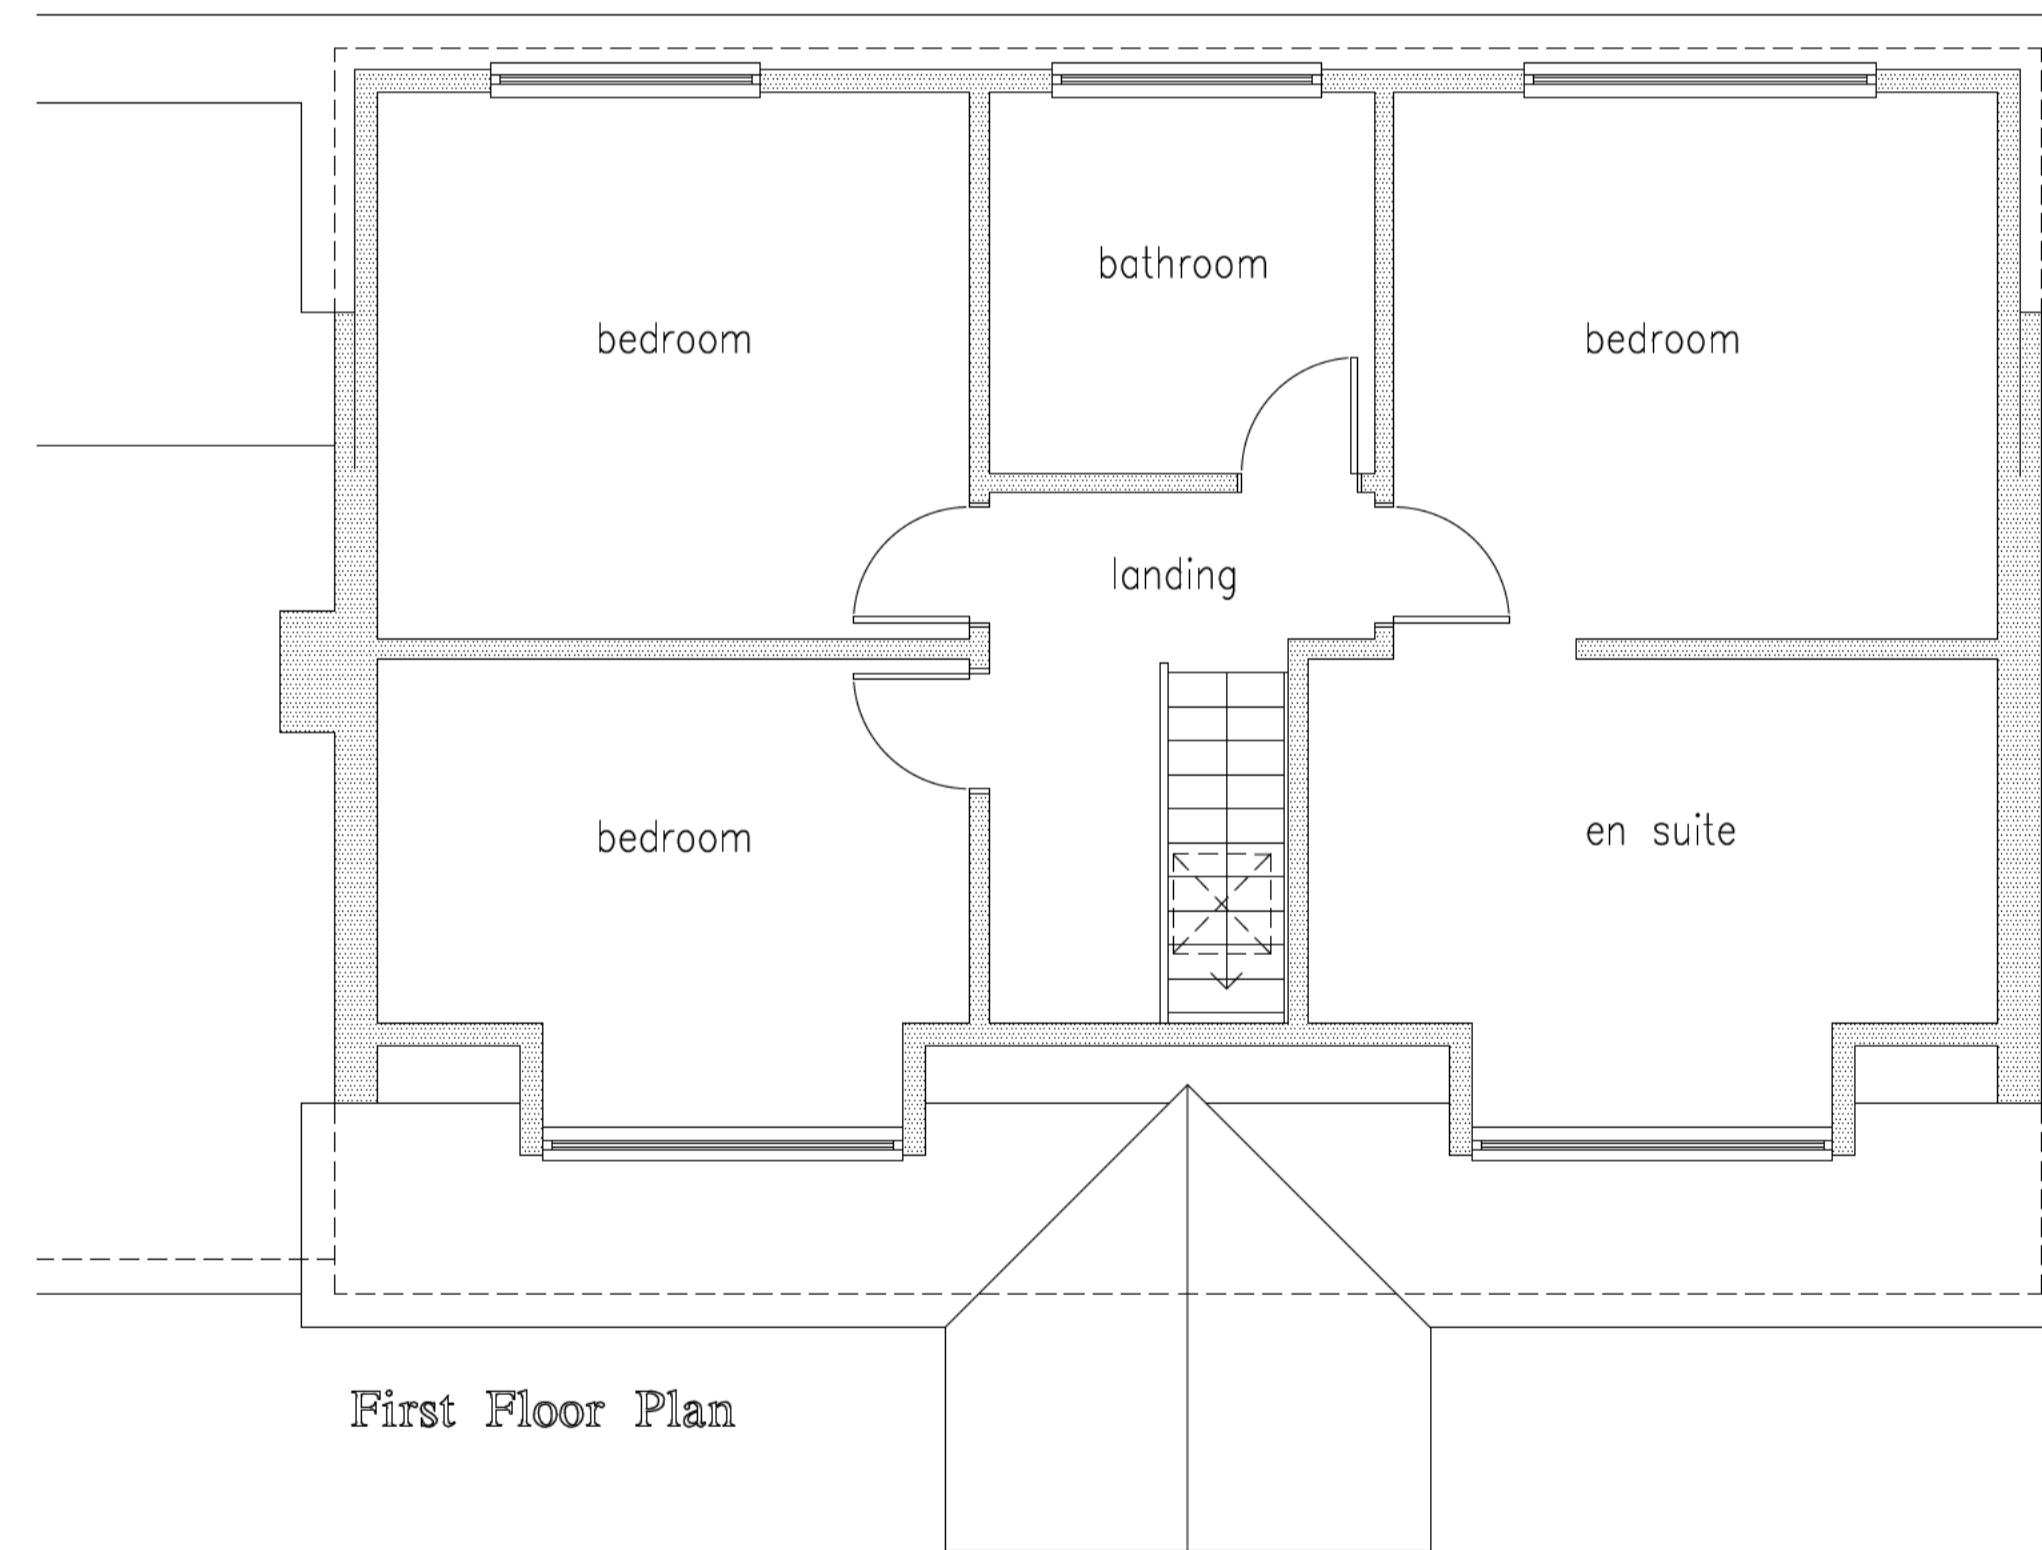 bathroom
bedroom
bedroom
landing
bedroom
en suite
First Floor Plan